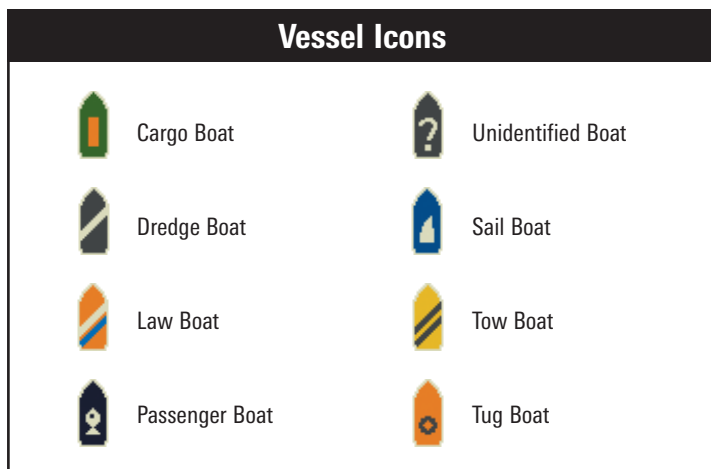 Vessel Icons
Cargo Boat
Unidentified Boat
?
Dredge Boat
Sail Boat
Law Boat
Tow Boat
Passenger Boat
Tug Boat